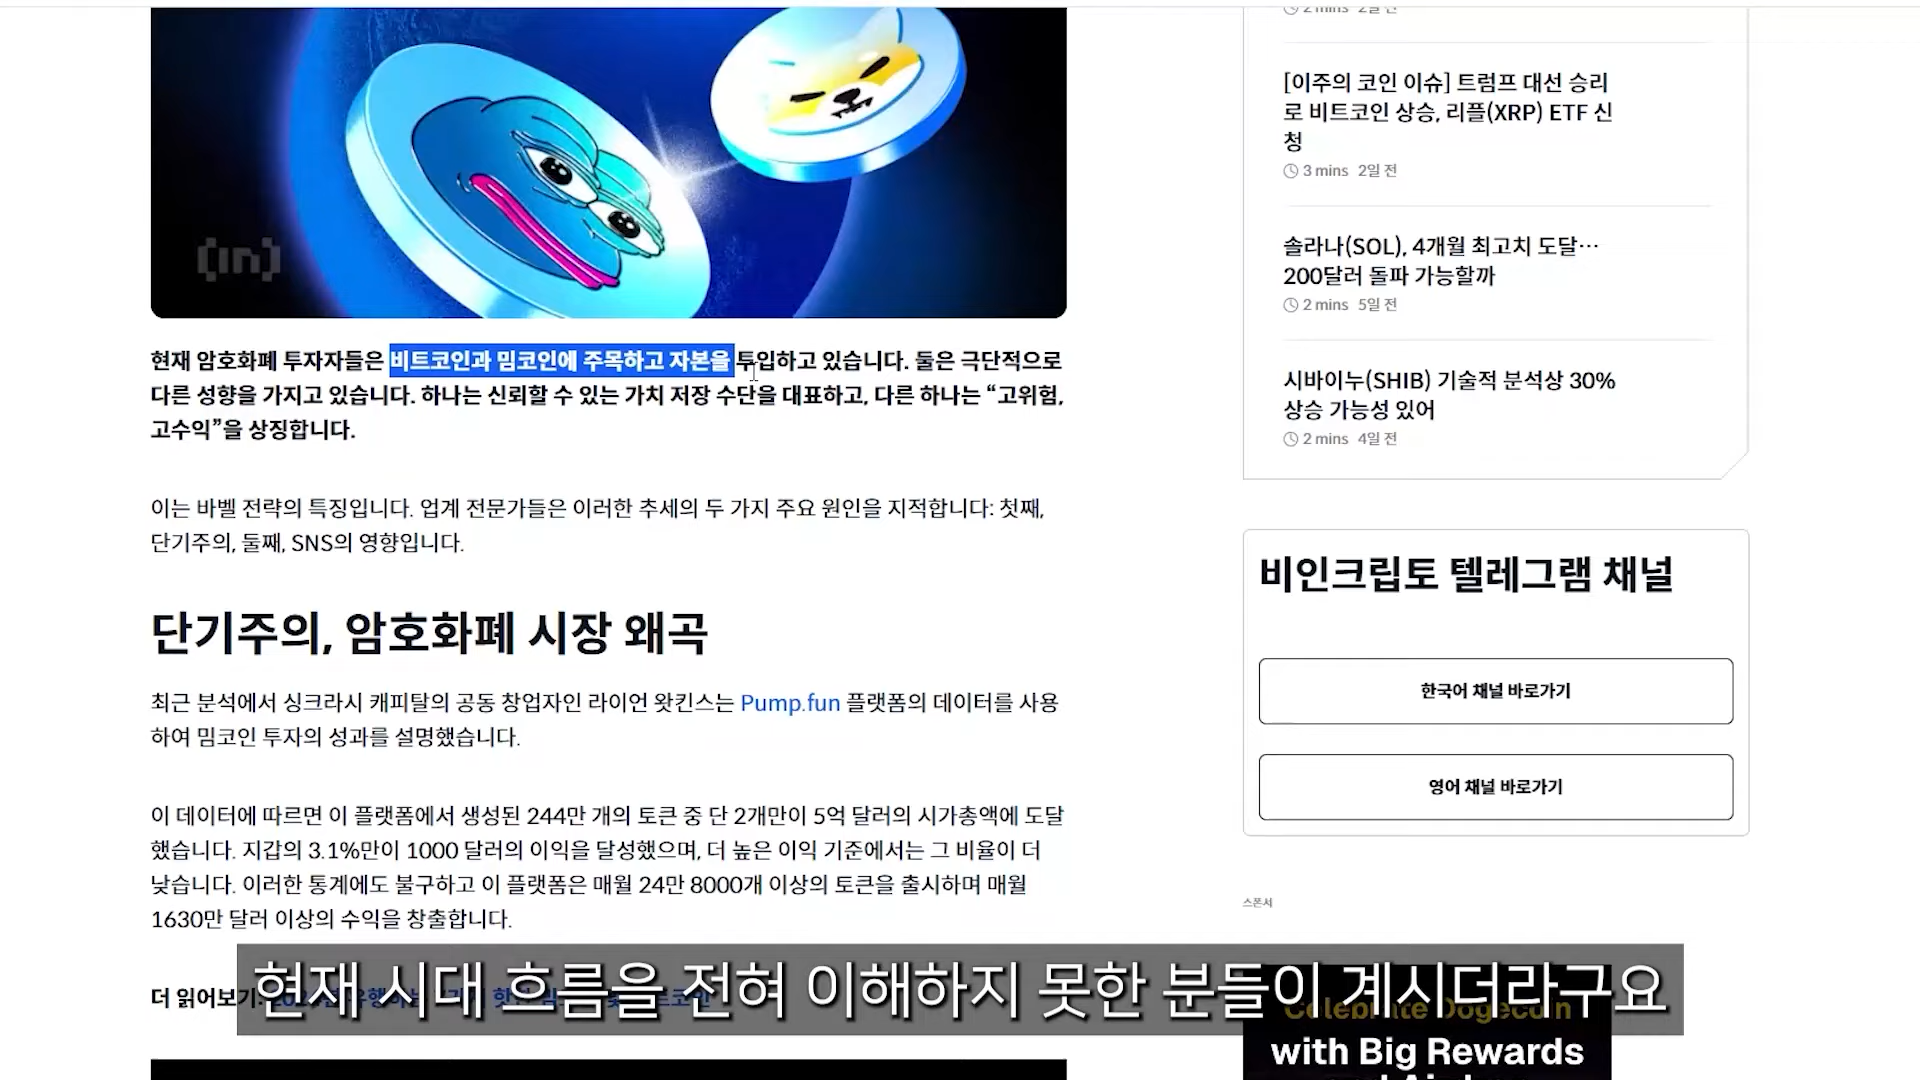 (in)
현재 암호화폐 투자자들은 비트코인과 밈코인에 주목하고 자본을 투입하고 있습니다. 둘은 극단적으로
다른 성향을 가지고 있습니다. 하나는 신뢰할 수 있는 가치 저장 수단을 대표하고, 다른 하나는 “고위험,
고수익”을 상징합니다.
이는 바벨 전략의 특징입니다. 업계 전문가들은 이러한 추세의 두 가지 주요 원인을 지적합니다: 첫째,
단기주의, 둘째, SNS의 영향입니다.
단기주의, 암호화폐 시장 왜곡
최근 분석에서 싱크라시 캐피탈의 공동 창업자인 라이언 왓킨스는 Pump.fun 플랫폼의 데이터를 사용
하여 밈코인 투자의 성과를 설명했습니다.
이 데이터에 따르면 이 플랫폼에서 생성된 244만 개의 토큰 중 단 2개만이 5억 달러의 시가총액에 도달
했습니다. 지갑의 3.1%만이 1000 달러의 이익을 달성했으며, 더 높은 이익 기준에서는 그 비율이 더
낮습니다. 이러한 통계에도 불구하고 이 플랫폼은 매월 24만 8000개 이상의 토큰을 출시하며 매월
1630만 달러 이상의 수익을 창출합니다.
더 읽어보기:
현재 시대 흐름을 전혀 이해하지 못한 분들이 계시더라구요
2 mins 2일 전
[이주의 코인 이슈] 트럼프 대선 승리
로 비트코인 상승, 리플(XRP) ETF 신
청
3 mins 2일 전
솔라나(SOL), 4개월 최고치 도달…
200달러 돌파 가능할까
2 mins 5일 전
시바이누(SHIB) 기술적 분석상 30%
상승 가능성 있어
2 mins 4일 전
비인크립토 텔레그램 채널
한국어 채널 바로가기
영어 채널 바로가기
스폰서
Celebrate Dogecoin
with Big Rewards